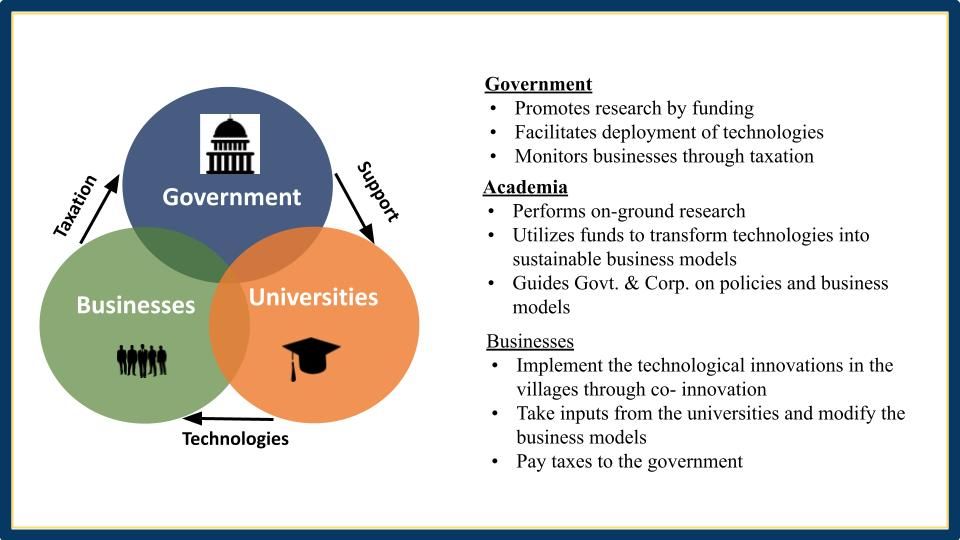 Government
Taxation
Support
Businesses
Universities
Technologies
Government
• Promotes research by funding
• Facilitates deployment of technologies
• Monitors businesses through taxation
Academia
• Performs on-ground research
• Utilizes funds to transform technologies into
sustainable business models
• Guides Govt. & Corp. on policies and business
models
Businesses
• Implement the technological innovations in the
villages through co- innovation
• Take inputs from the universities and modify the
business models
• Pay taxes to the government